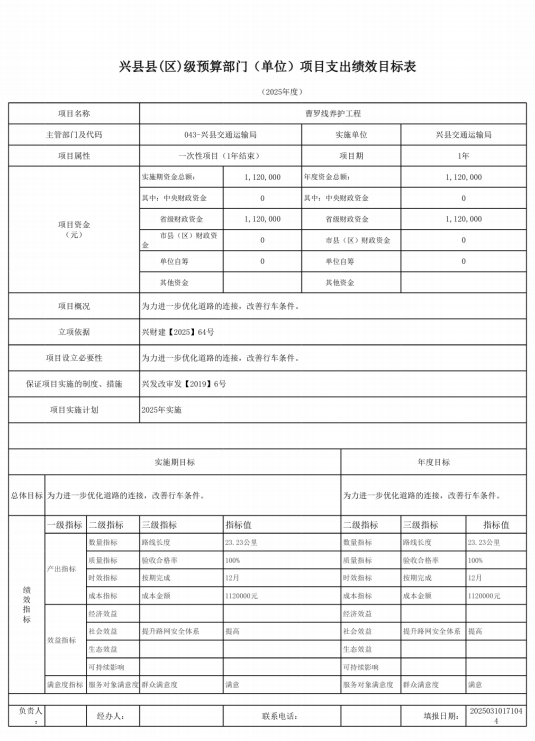 兴县县(区)级预算部门（单位）项目支出绩效目标表
（2025年度）
项目名称 曹罗线养护工程
主管部门及代码 043-兴县交通运输局 实施单位 兴县交通运输局
项目属性 一次性项目（1年结束） 项目期 1年
项目资金
（元）
实施期资金总额: 1,120,000 年度资金总额: 1,120,000
其中: 中央财政资金 0 其中: 中央财政资金 0
省级财政资金 1,120,000 省级财政资金 1,120,000
市县（区）财政资
金 0 市县（区）财政资金 0
单位自筹 0 单位自筹 0
其他资金 其他资金
项目概况 为力进一步优化道路的连接，改善行车条件。
立项依据 兴财建【2025】64号
项目设立必要性 为力进一步优化道路的连接，改善行车条件。
保证项目实施的制度、措施 兴发改审发【2019】6号
项目实施计划 2025年实施
实施期目标 年度目标
总体目标 为力进一步优化道路的连接，改善行车条件。 为力进一步优化道路的连接，改善行车条件。
绩
效
指
标
一级指标 二级指标 三级指标 指标值 二级指标 三级指标 指标值
产出指标
数量指标 路线长度 23.23公里 数量指标 路线长度 23.23公里
质量指标 验收合格率 100% 质量指标 验收合格率 100%
时效指标 按期完成 12月 时效指标 按期完成 12月
成本指标 成本金额 1120000元 成本指标 成本金额 1120000元
效益指标
经济效益 经济效益
社会效益 提升路网安全体系 提高 社会效益 提升路网安全体系 提高
生态效益 生态效益
可持续影响 可持续影响
满意度指标 服务对象满意度 群众满意度 满意 服务对象满意度 群众满意度 满意
负责人
: 经办人: 联系电话: 填报日期: 2025031017104
4